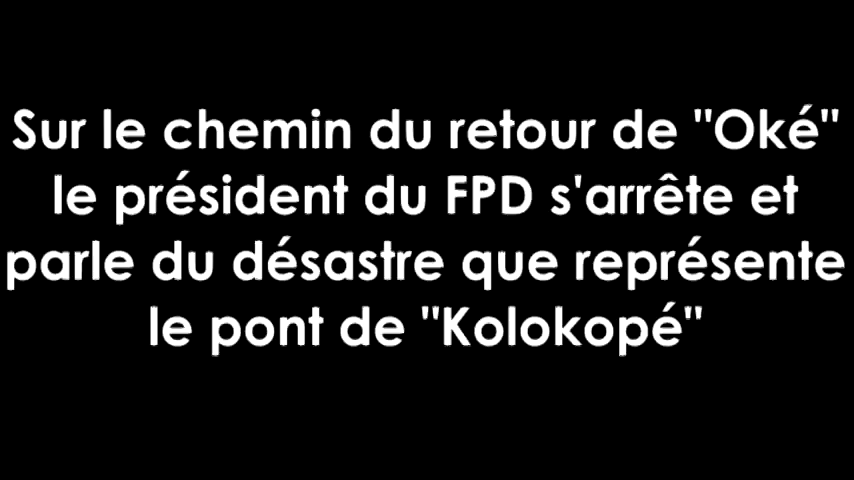 Sur le chemin du retour de "Oké"
le président du FPD s'arrête et
parle du désastre que représente
le pont de "Kolokopé"